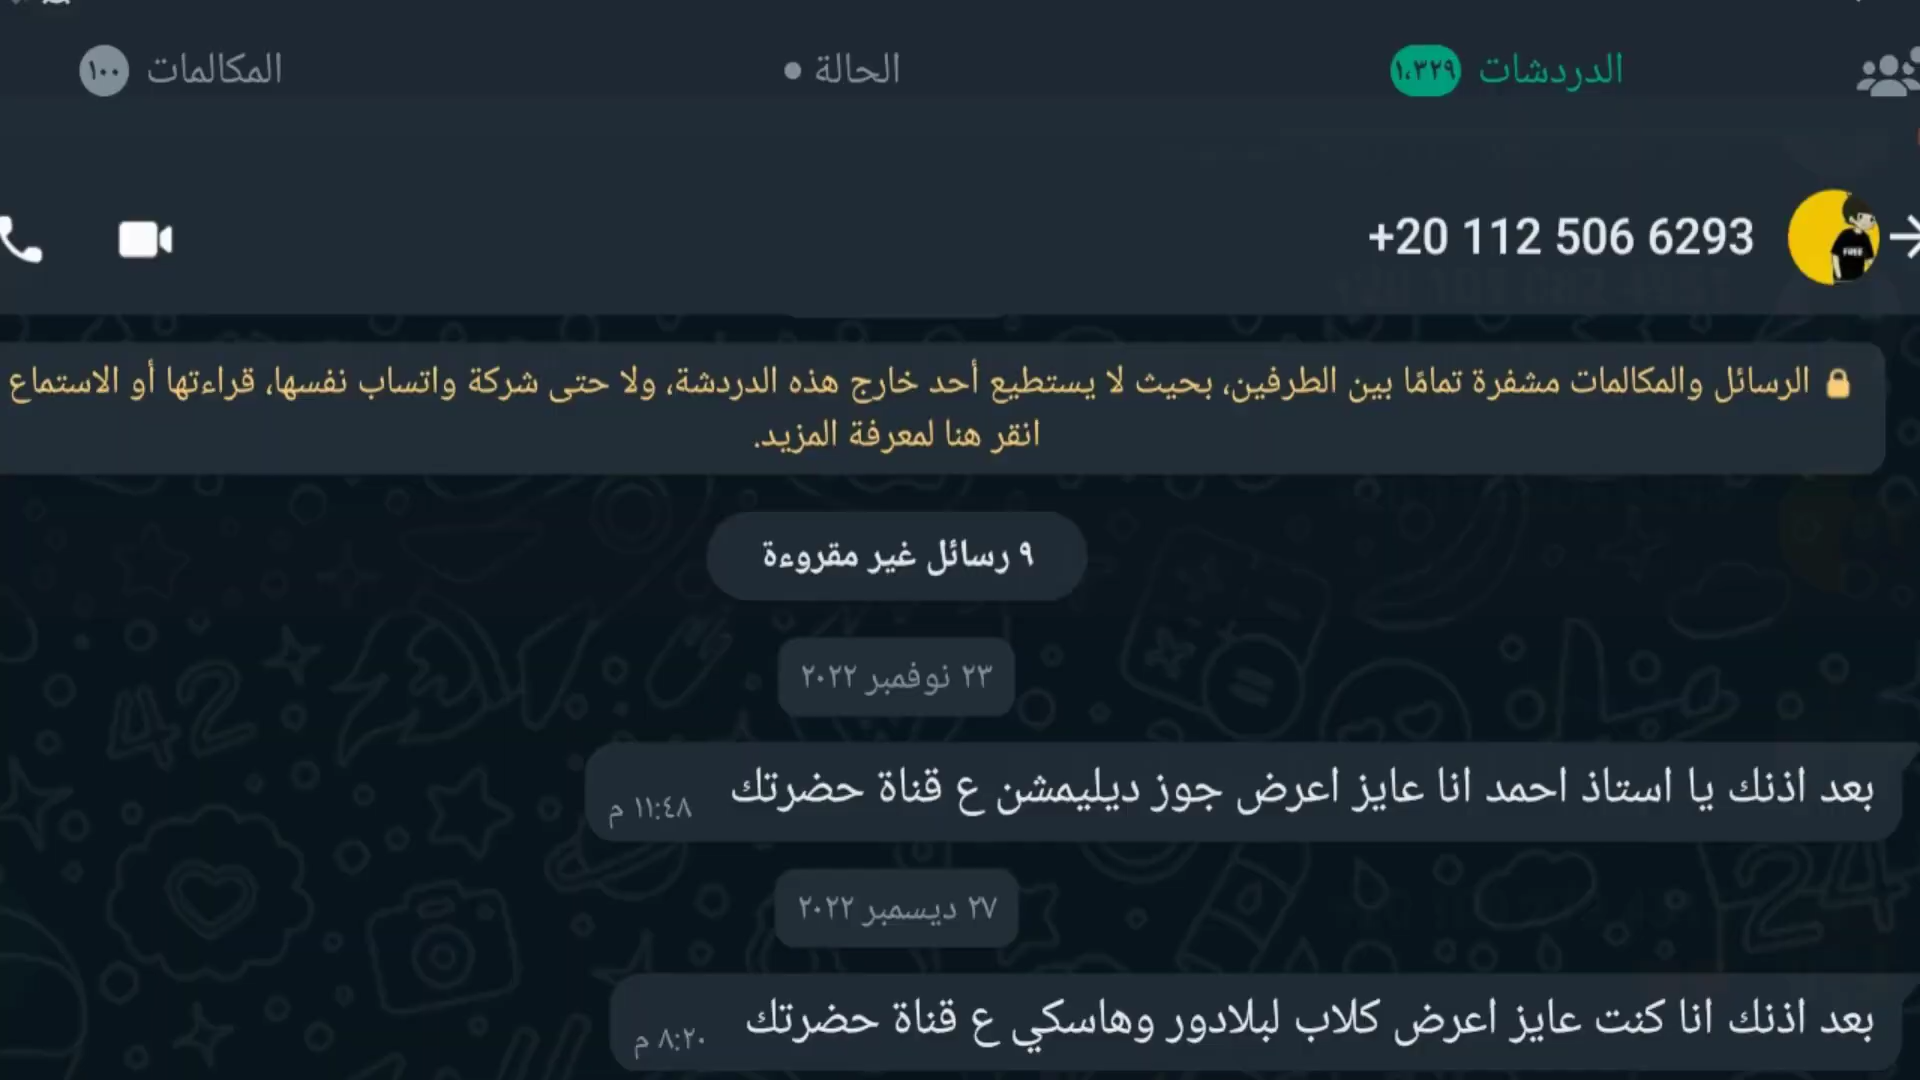 الدردشات ١٬٣٢٩
الحالة
المكالمات ١٠٠
+20 112 506 6293
FREE
الرسائل والمكالمات مشفرة تمامًا بين الطرفين، بحيث لا يستطيع أحد خارج هذه الدردشة، ولا حتى شركة واتساب نفسها، قراءتها أو الاستماع
انقر هنا لمعرفة المزيد.
٩ رسائل غير مقروءة
٢٣ نوفمبر ٢٠٢٢
بعد اذنك يا استاذ احمد انا عايز اعرض جوز ديليمشن ع قناة حضرتك ١١:٤٨ م
٢٧ ديسمبر ٢٠٢٢
بعد اذنك انا كنت عايز اعرض كلاب لبلادور وهاسكي ع قناة حضرتك ٨:٢٠ م